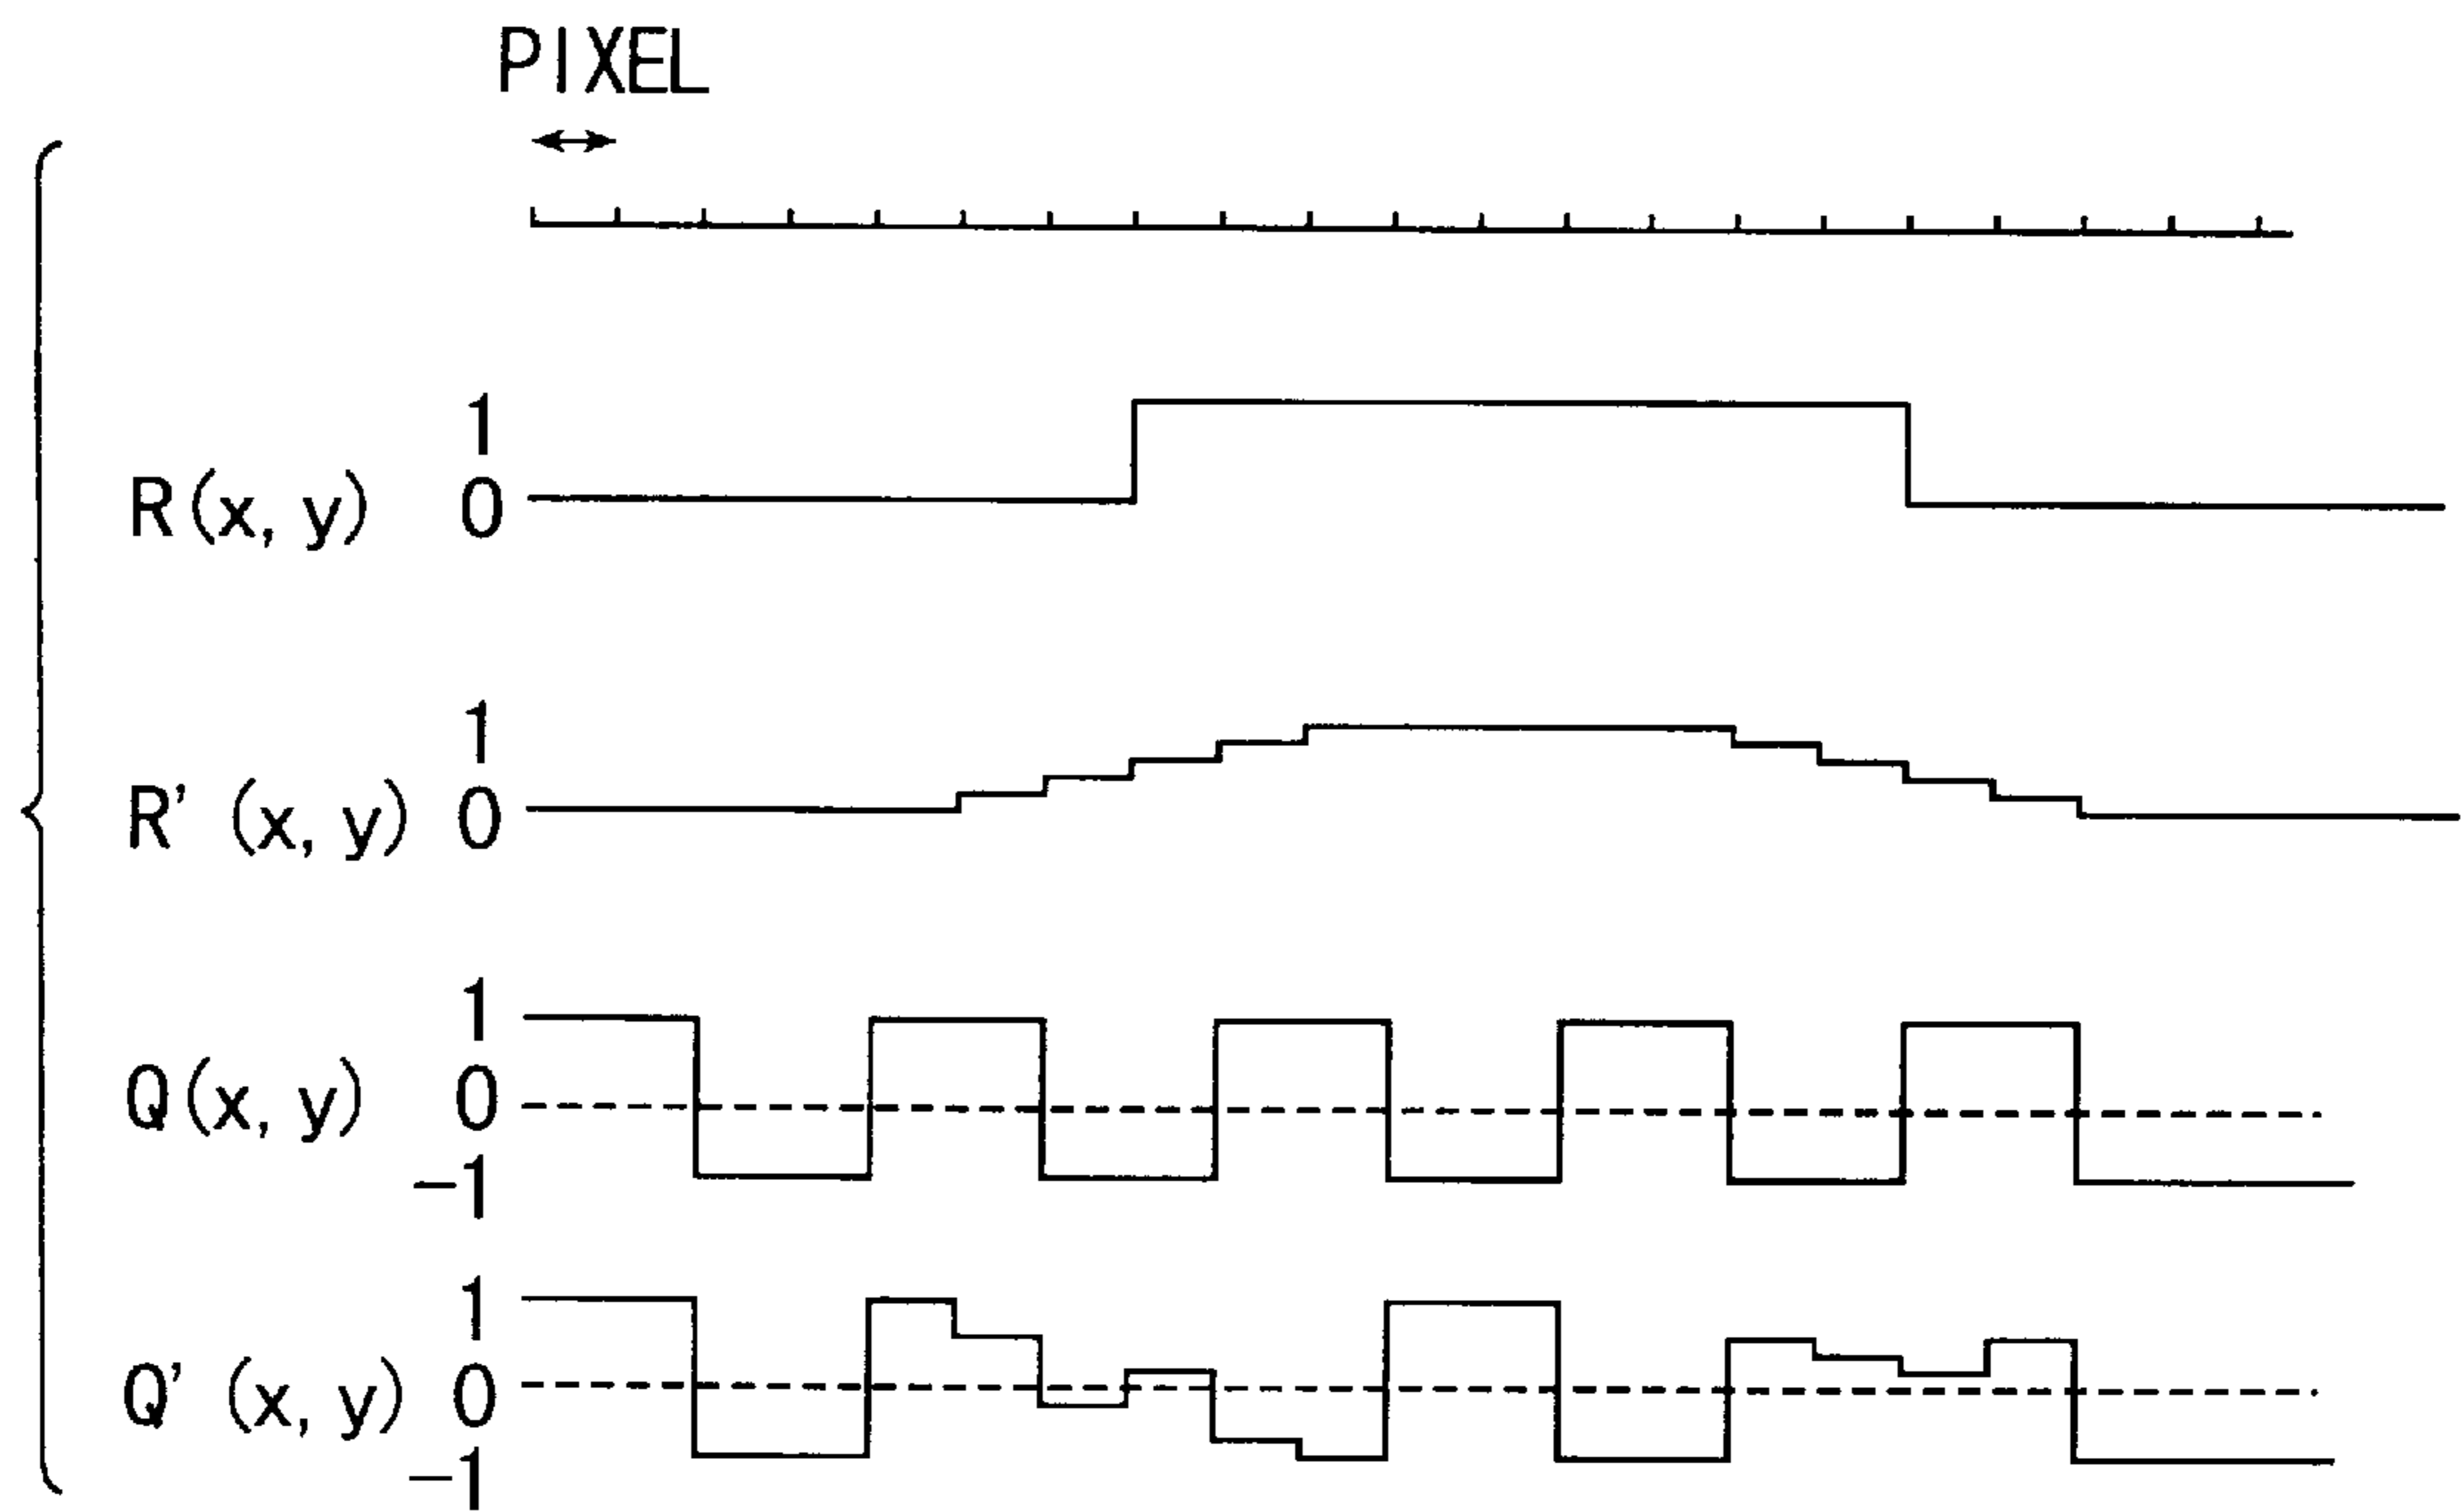 PIXEL
1
R(x, y) 0
1
R' (x, y) 0
1
Q(x, y) 0
-1
1
Q' (x, y) 0
-1